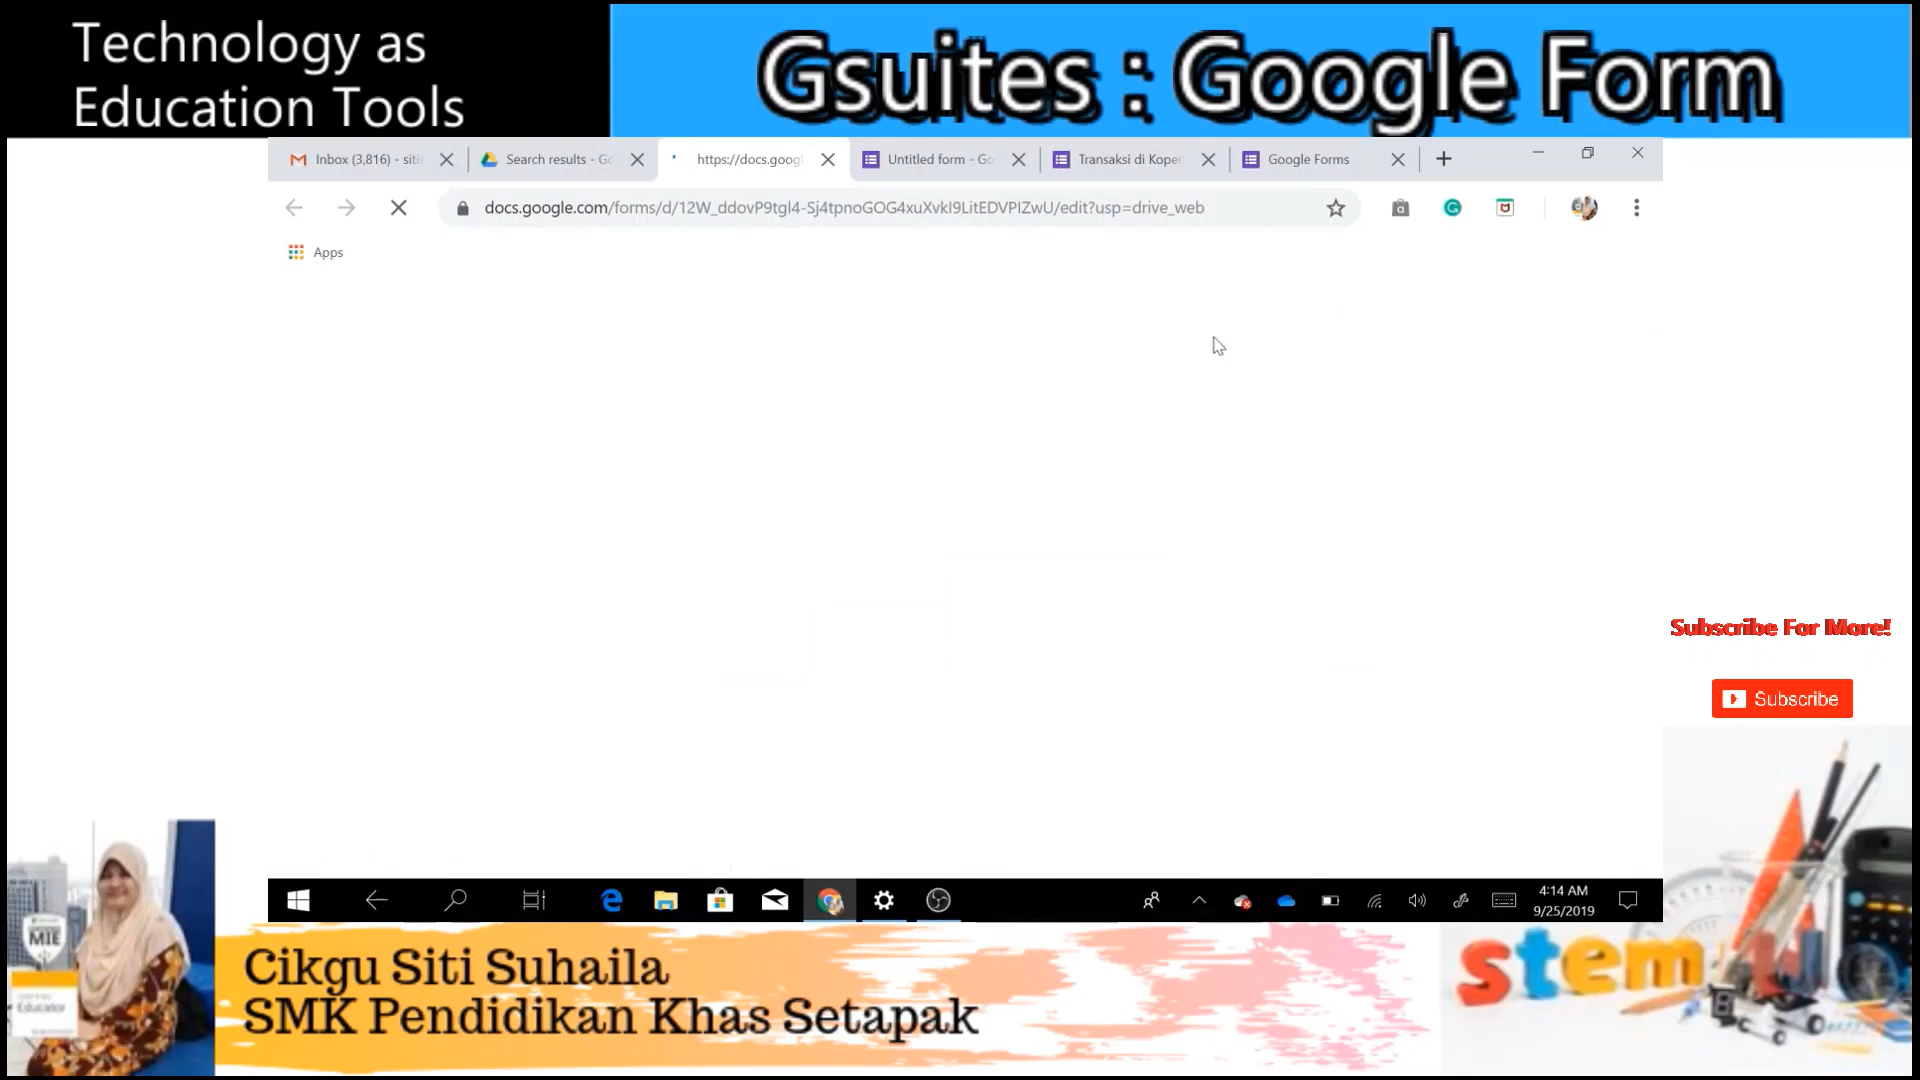 Technology as
Education Tools
Gsuites : Google Form
Inbox (3,816) - siti
Search results - Go
https://docs.googl
Untitled form - Go
Transaksi di Koper
Google Forms
docs.google.com/forms/d/12W_ddovP9tgl4-Sj4tpnoGOG4xuXvkI9LitEDVPIZwU/edit?usp=drive_web
Apps
Subscribe For More!
Subscribe
4:14 AM
9/25/2019
MIE
Educator
Cikgu Siti Suhaila
SMK Pendidikan Khas Setapak
stem